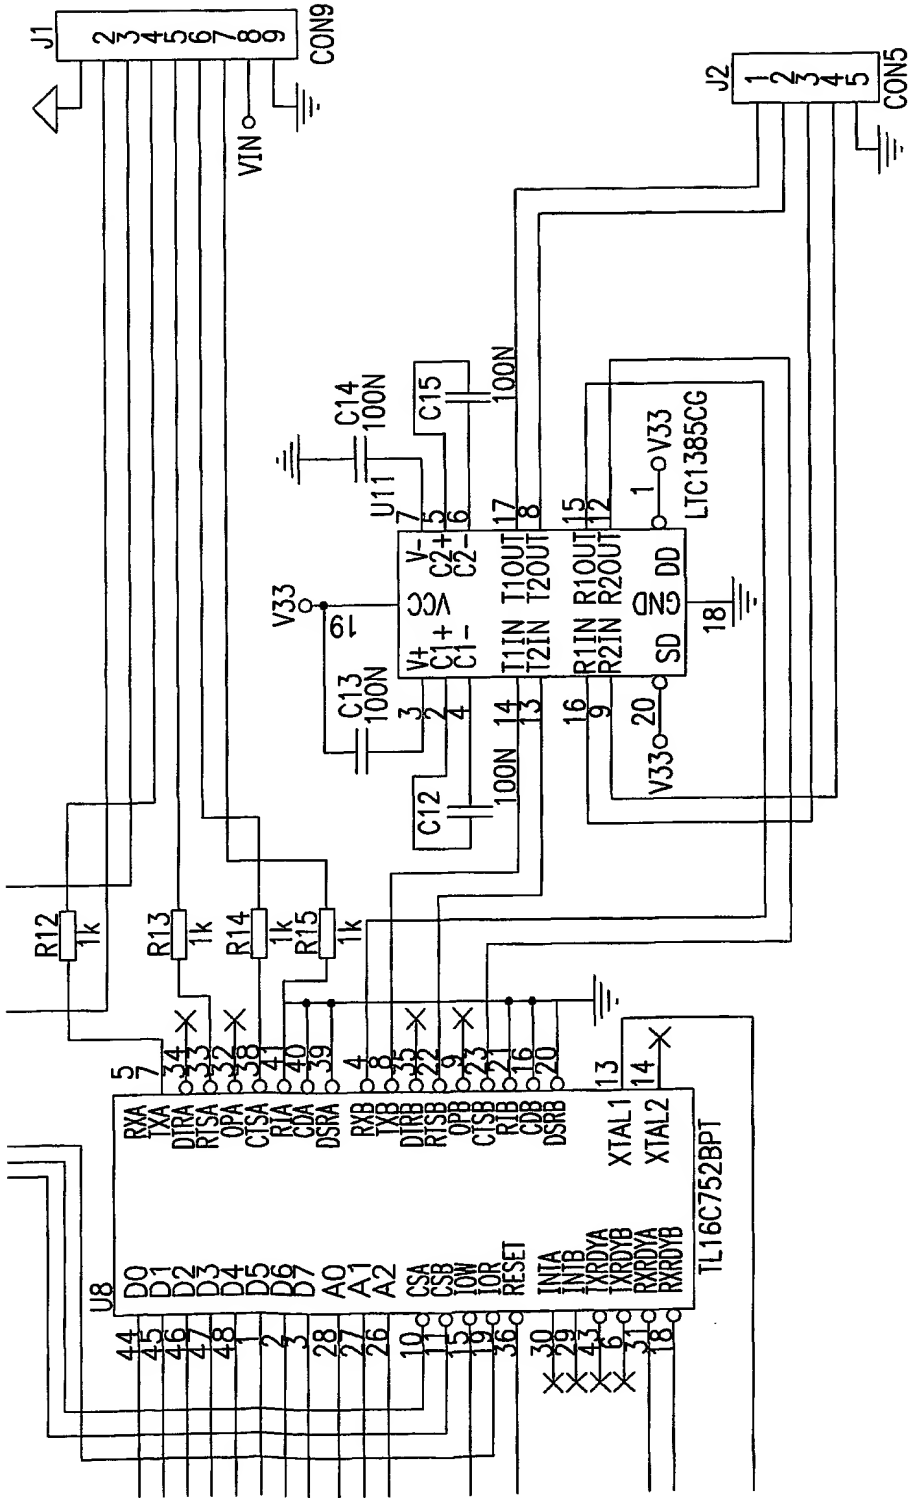 J1
2
3
4
5
6
7
8
9
CON9
VIN
J2
1
2
3
4
5
CON5
C14
100N
C15
100N
U11
7
5
6
17
8
15
12
1
V33
LTC1385CG
V-
C2+
C2-
T1OUT
T2OUT
R1OUT
R2OUT
DD
V33
19
VCC
GND
18
V+
C1+
C1-
T1IN
T2IN
R1IN
R2IN
SD
C13
100N
3
2
4
14
13
16
9
20
V33
C12
100N
R12
1k
R13
1k
R14
1k
R15
1k
5
7
34
33
32
38
41
40
39
4
8
35
22
9
23
21
16
20
13
14
RXA
TXA
DTRA
RTSA
OPA
CTSA
RIA
CDA
DSRA
RXB
TXB
DTRB
RTSB
OPB
CTSB
RIB
CDB
DSRB
XTAL1
XTAL2
TL16C752BPT
U8
D0
D1
D2
D3
D4
D5
D6
D7
A0
A1
A2
CSA
CSB
IOW
IOR
RESET
INTA
INTB
TXRDYA
TXRDYB
RXRDYA
RXRDYB
44
45
46
47
48
1
2
3
28
27
26
10
11
15
19
36
30
29
43
6
31
18